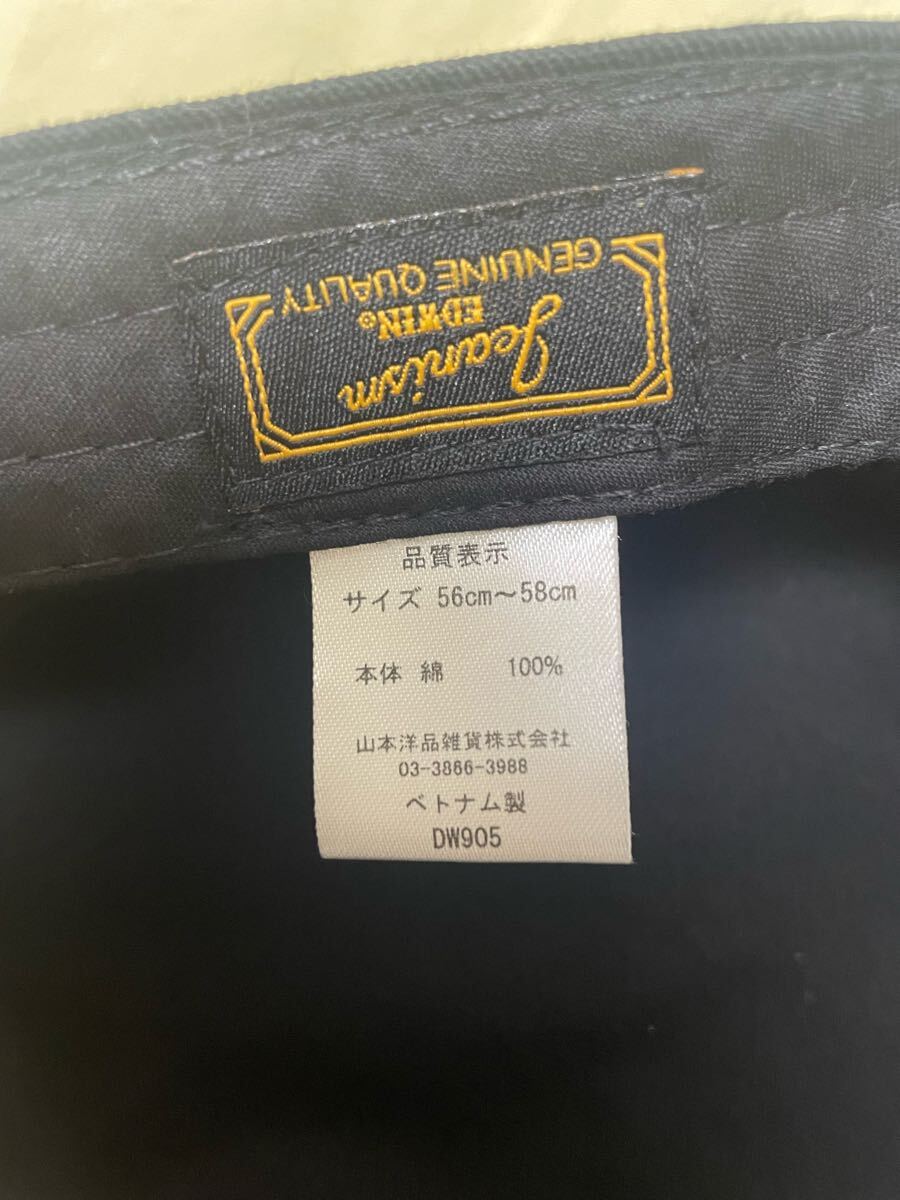 GENUINE QUALITY
EDWIN®
Jeanism
品質表示
サイズ 56cm～58cm
本体 綿 100%
山本洋品雑貨株式会社
03-3866-3988
ベトナム製
DW905